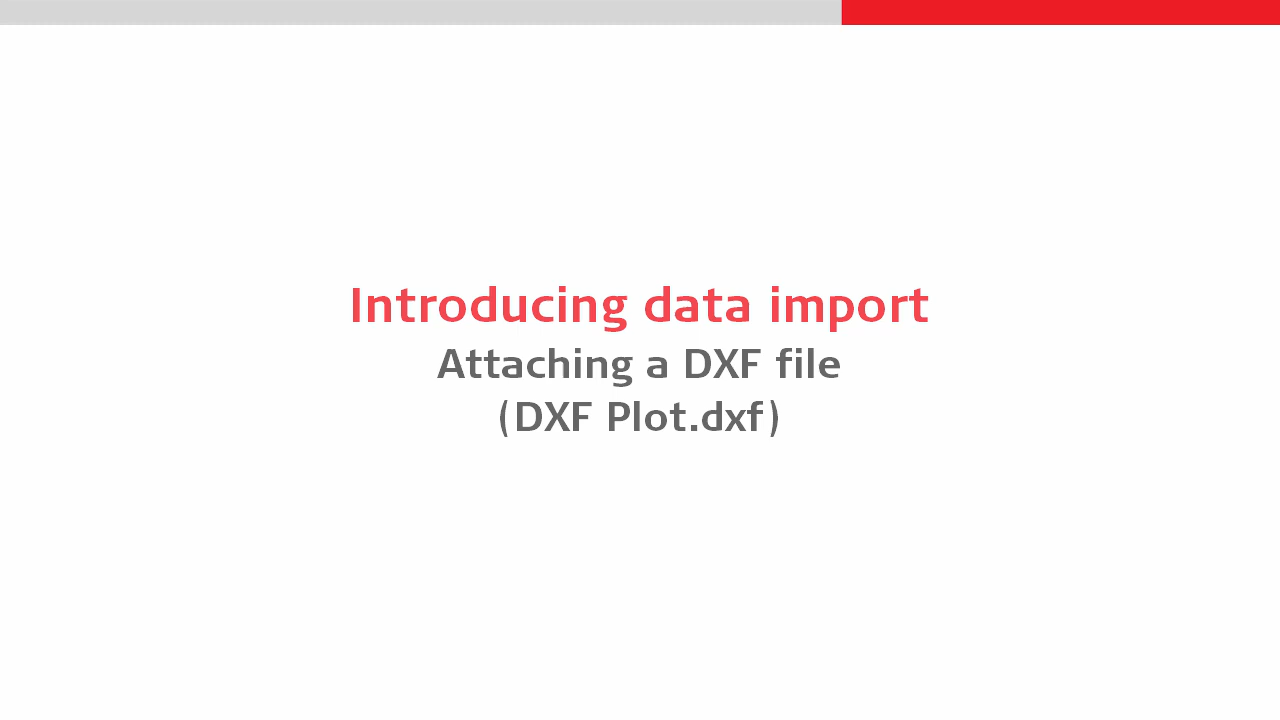 Introducing data import
Attaching a DXF file
(DXF Plot.dxf)